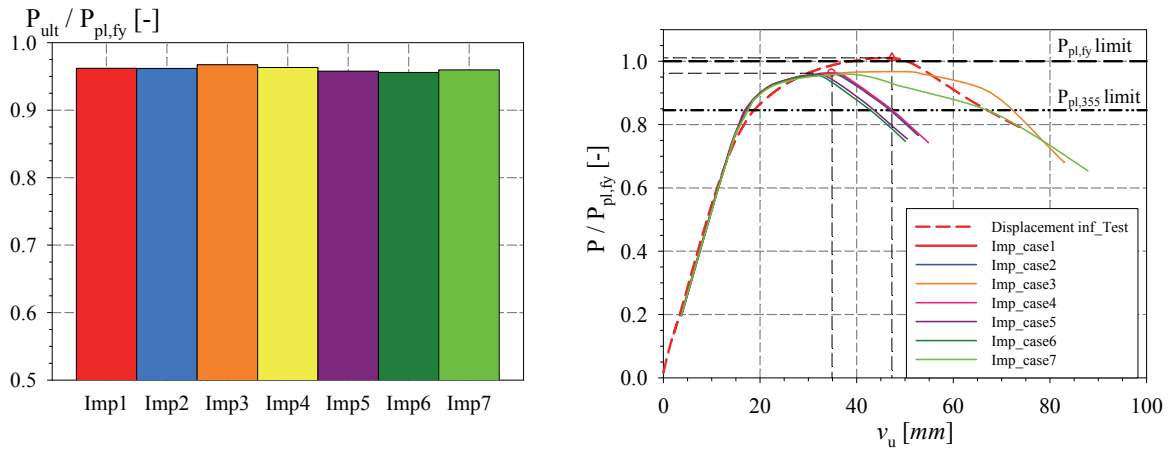 P_ult / P_pl,fy [-]
1.0
0.9
0.8
0.7
0.6
0.5
Imp1 Imp2 Imp3 Imp4 Imp5 Imp6 Imp7
P / P_pl,fy [-]
1.0
0.8
0.6
0.4
0.2
0.0
P_pl,fy limit
P_pl,355 limit
Displacement inf_Test
Imp_case1
Imp_case2
Imp_case3
Imp_case4
Imp_case5
Imp_case6
Imp_case7
0 20 40 60 80 100
v_u [mm]